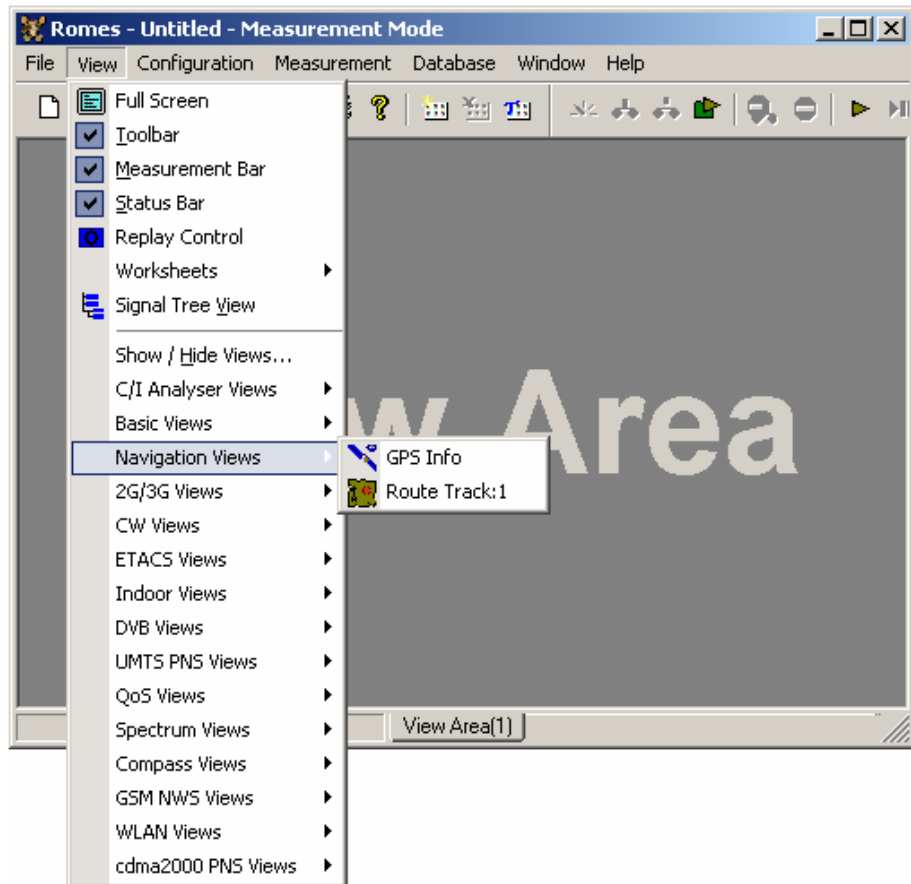 Romes - Untitled - Measurement Mode
File View Configuration Measurement Database Window Help
Full Screen
Toolbar
Measurement Bar
Status Bar
Replay Control
Worksheets
Signal Tree View
Show / Hide Views...
C/I Analyser Views
Basic Views
Navigation Views
GPS Info
Route Track:1
2G/3G Views
CW Views
ETACS Views
Indoor Views
DVB Views
UMTS PNS Views
QoS Views
Spectrum Views
Compass Views
GSM NWS Views
WLAN Views
cdma2000 PNS Views
w Area
View Area(1)